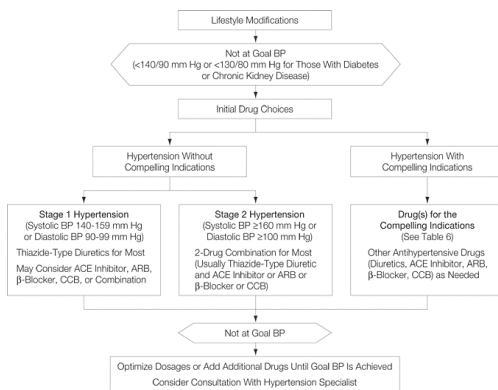 Lifestyle Modifications
Not at Goal BP
(<140/90 mm Hg or <130/80 mm Hg for Those With Diabetes
or Chronic Kidney Disease)
Initial Drug Choices
Hypertension Without
Compelling Indications
Hypertension With
Compelling Indications
Stage 1 Hypertension
(Systolic BP 140-159 mm Hg
or Diastolic BP 90-99 mm Hg)
Thiazide-Type Diuretics for Most
May Consider ACE Inhibitor, ARB,
β-Blocker, CCB, or Combination
Stage 2 Hypertension
(Systolic BP ≥160 mm Hg or
Diastolic BP ≥100 mm Hg)
2-Drug Combination for Most
(Usually Thiazide-Type Diuretic
and ACE Inhibitor or ARB or
β-Blocker or CCB)
Drug(s) for the
Compelling Indications
(See Table 6)
Other Antihypertensive Drugs
(Diuretics, ACE Inhibitor, ARB,
β-Blocker, CCB) as Needed
Not at Goal BP
Optimize Dosages or Add Additional Drugs Until Goal BP Is Achieved
Consider Consultation With Hypertension Specialist